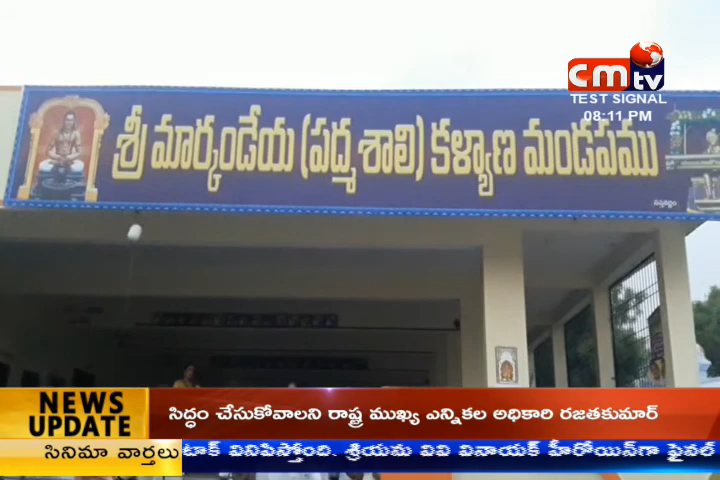 cmtv
TEST SIGNAL
08:11 PM
శ్రీ మార్కండేయ (పద్మశాలి) కళ్యాణ మండపము
NEWS
UPDATE
సిద్ధం చేసుకోవాలని రాష్ట్ర ముఖ్య ఎన్నికల అధికారి రజతకుమార్
సినిమా వార్తలు
టాక్ వినిపిస్తోంది. శ్రీయను వివి వినాయక్ హీరోయిన్‌గా ఫైనల్